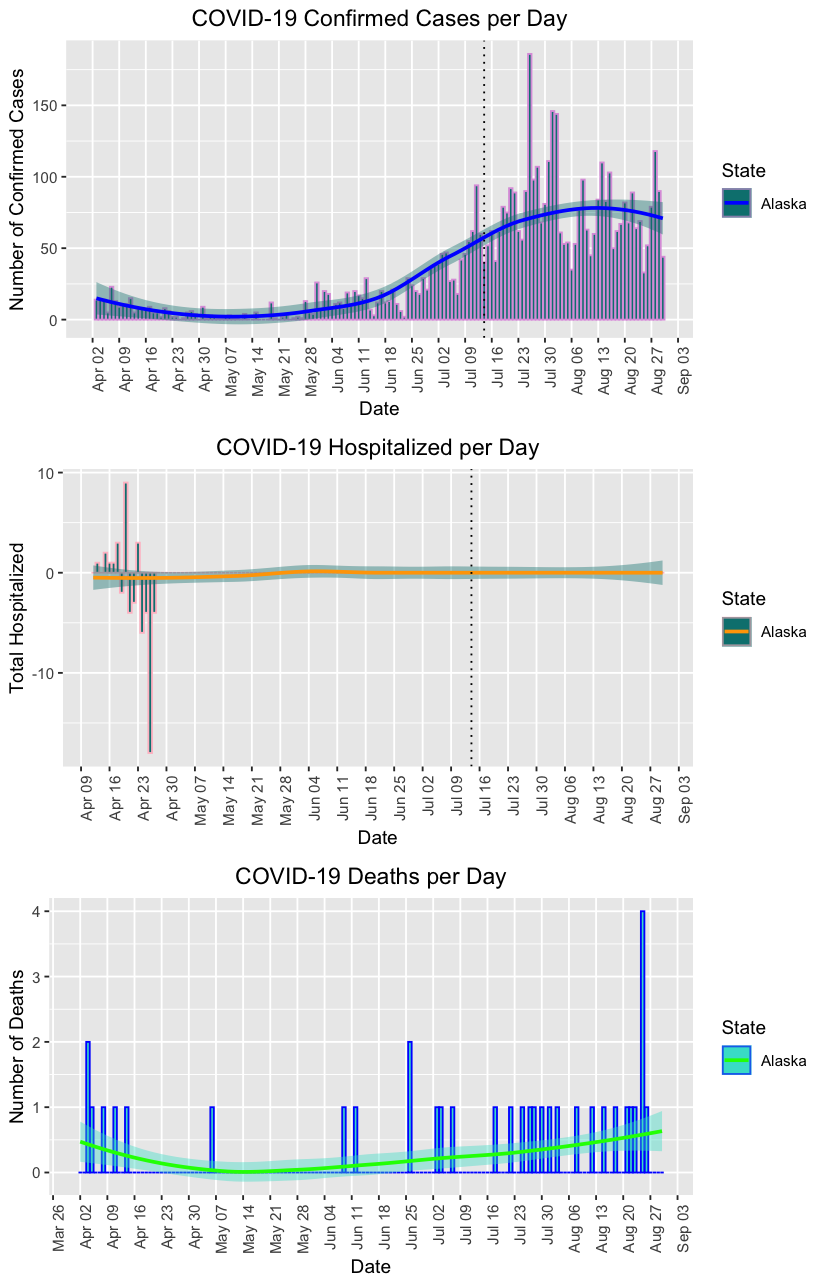 COVID-19 Confirmed Cases per Day
Number of Confirmed Cases
150
100
50
0
Apr 02 Apr 09 Apr 16 Apr 23 Apr 30 May 07 May 14 May 21 May 28 Jun 04 Jun 11 Jun 18 Jun 25 Jul 02 Jul 09 Jul 16 Jul 23 Jul 30 Aug 06 Aug 13 Aug 20 Aug 27 Sep 03
Date
State
Alaska
COVID-19 Hospitalized per Day
Total Hospitalized
10
0
-10
Apr 09 Apr 16 Apr 23 Apr 30 May 07 May 14 May 21 May 28 Jun 04 Jun 11 Jun 18 Jun 25 Jul 02 Jul 09 Jul 16 Jul 23 Jul 30 Aug 06 Aug 13 Aug 20 Aug 27 Sep 03
Date
State
Alaska
COVID-19 Deaths per Day
Number of Deaths
4
3
2
1
0
Mar 26 Apr 02 Apr 09 Apr 16 Apr 23 Apr 30 May 07 May 14 May 21 May 28 Jun 04 Jun 11 Jun 18 Jun 25 Jul 02 Jul 09 Jul 16 Jul 23 Jul 30 Aug 06 Aug 13 Aug 20 Aug 27 Sep 03
Date
State
Alaska